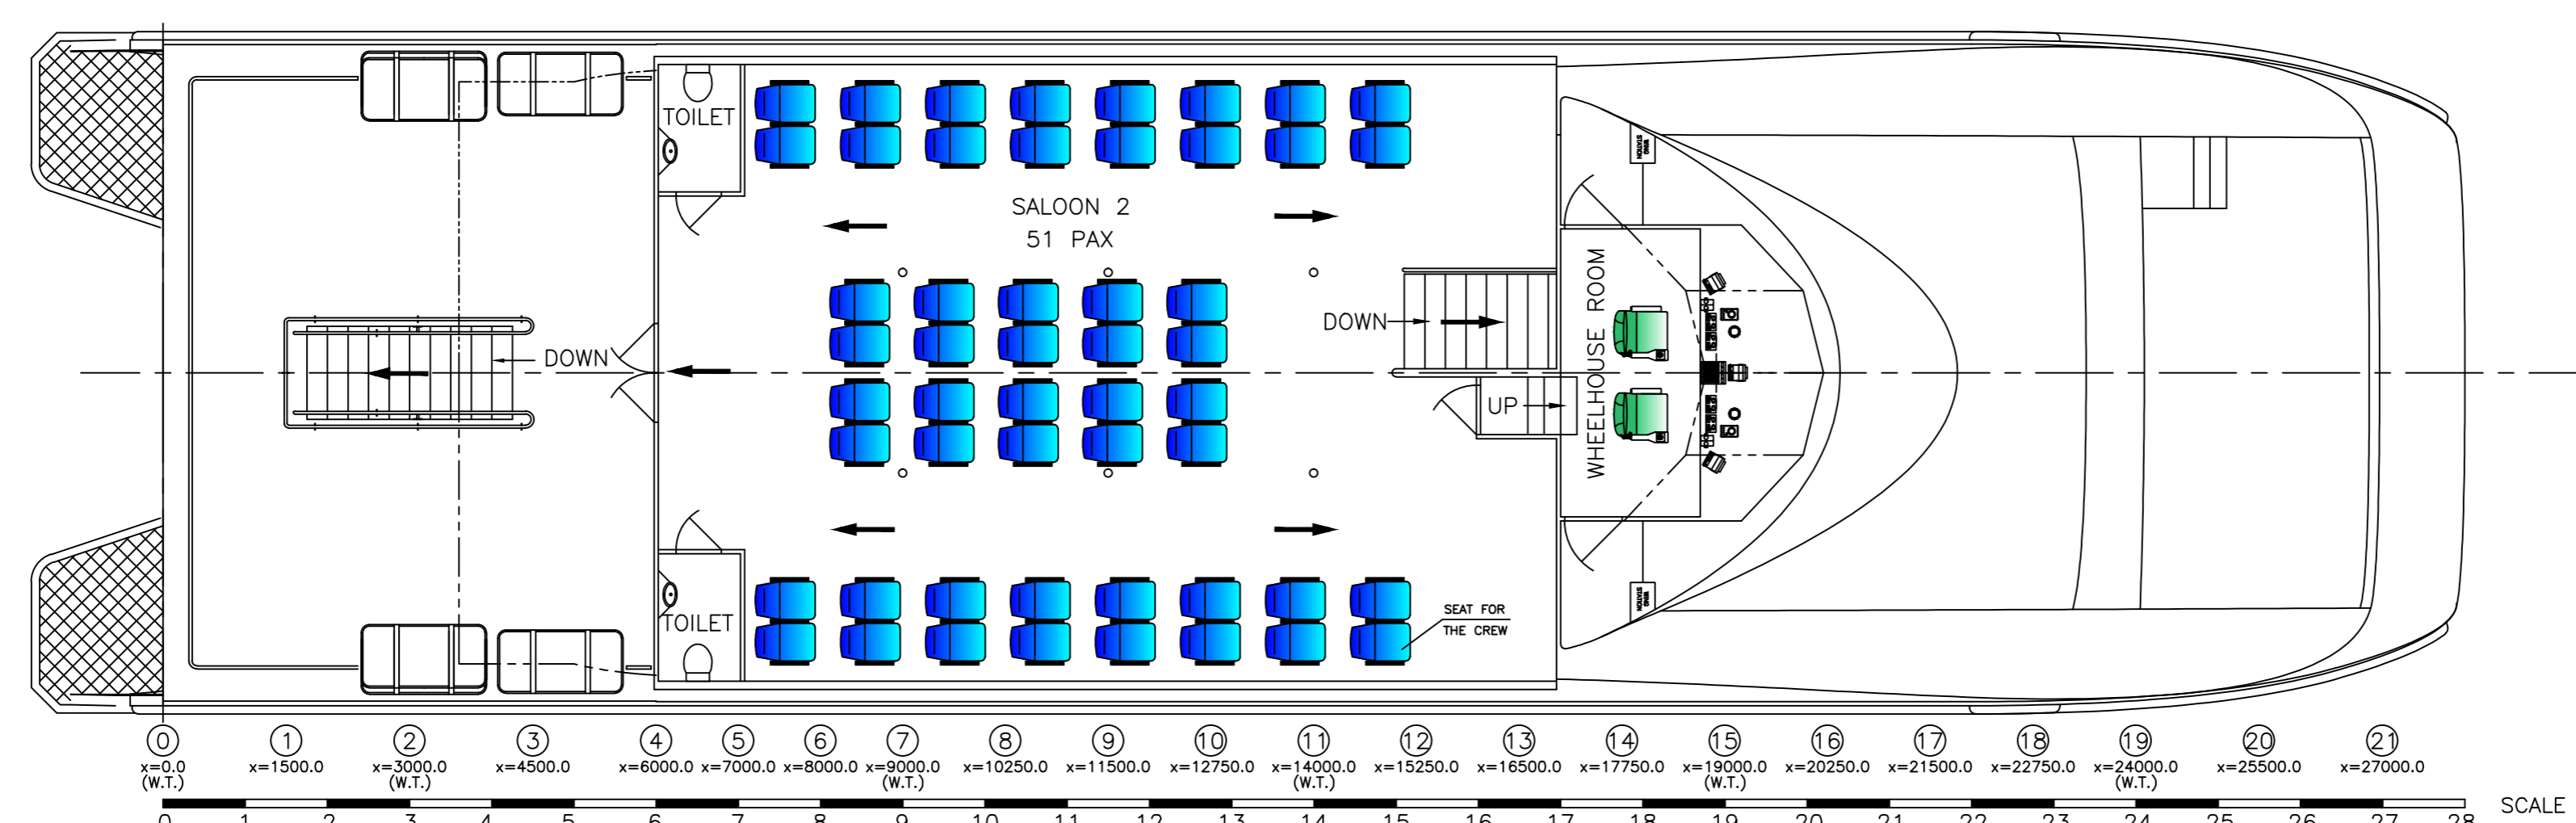 TOILET
WING
STATION
SALOON 2
51 PAX
DOWN
DOWN
UP
WHEELHOUSE ROOM
SEAT FOR
THE CREW
TOILET
WING
STATION
0 1 2 3 4 5 6 7 8 9 10 11 12 13 14 15 16 17 18 19 20 21
x=0.0 x=1500.0 x=3000.0 x=4500.0 x=6000.0 x=7000.0 x=8000.0 x=9000.0 x=10250.0 x=11500.0 x=12750.0 x=14000.0 x=15250.0 x=16500.0 x=17750.0 x=19000.0 x=20250.0 x=21500.0 x=22750.0 x=24000.0 x=25500.0 x=27000.0
(W.T.) (W.T.) (W.T.) (W.T.) (W.T.) (W.T.)
SCALE
0 1 2 3 4 5 6 7 8 9 10 11 12 13 14 15 16 17 18 19 20 21 22 23 24 25 26 27 28